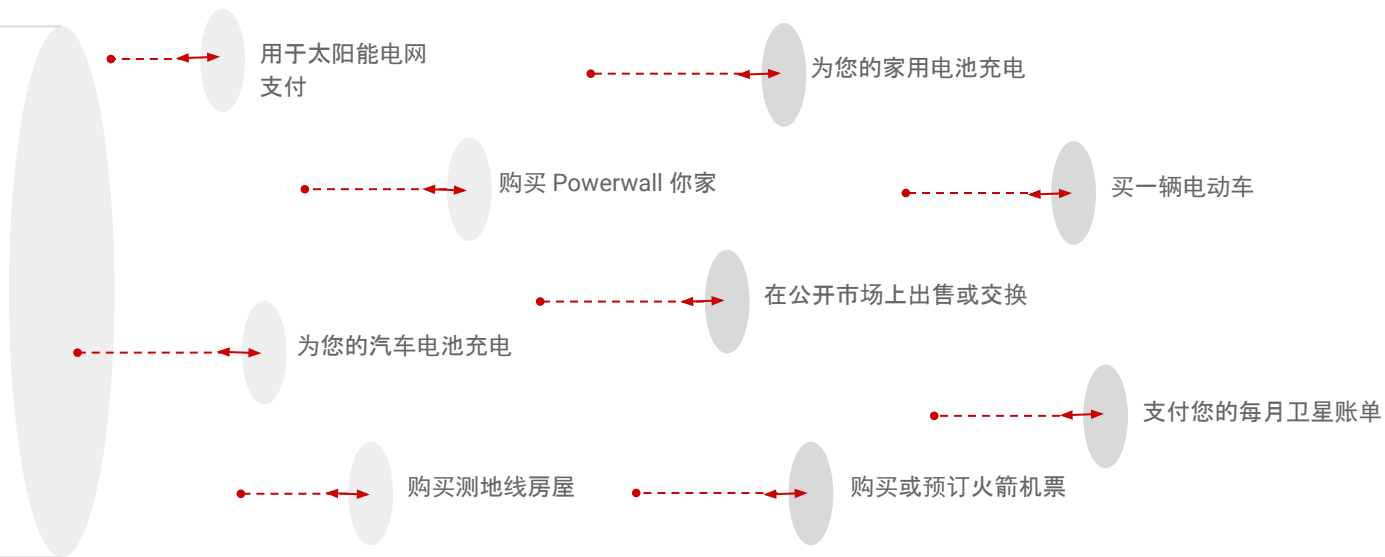 用于太阳能电网
支付
为您的家用电池充电
购买 Powerwall 你家
买一辆电动车
在公开市场上出售或交换
为您的汽车电池充电
支付您的每月卫星账单
购买测地线房屋
购买或预订火箭机票